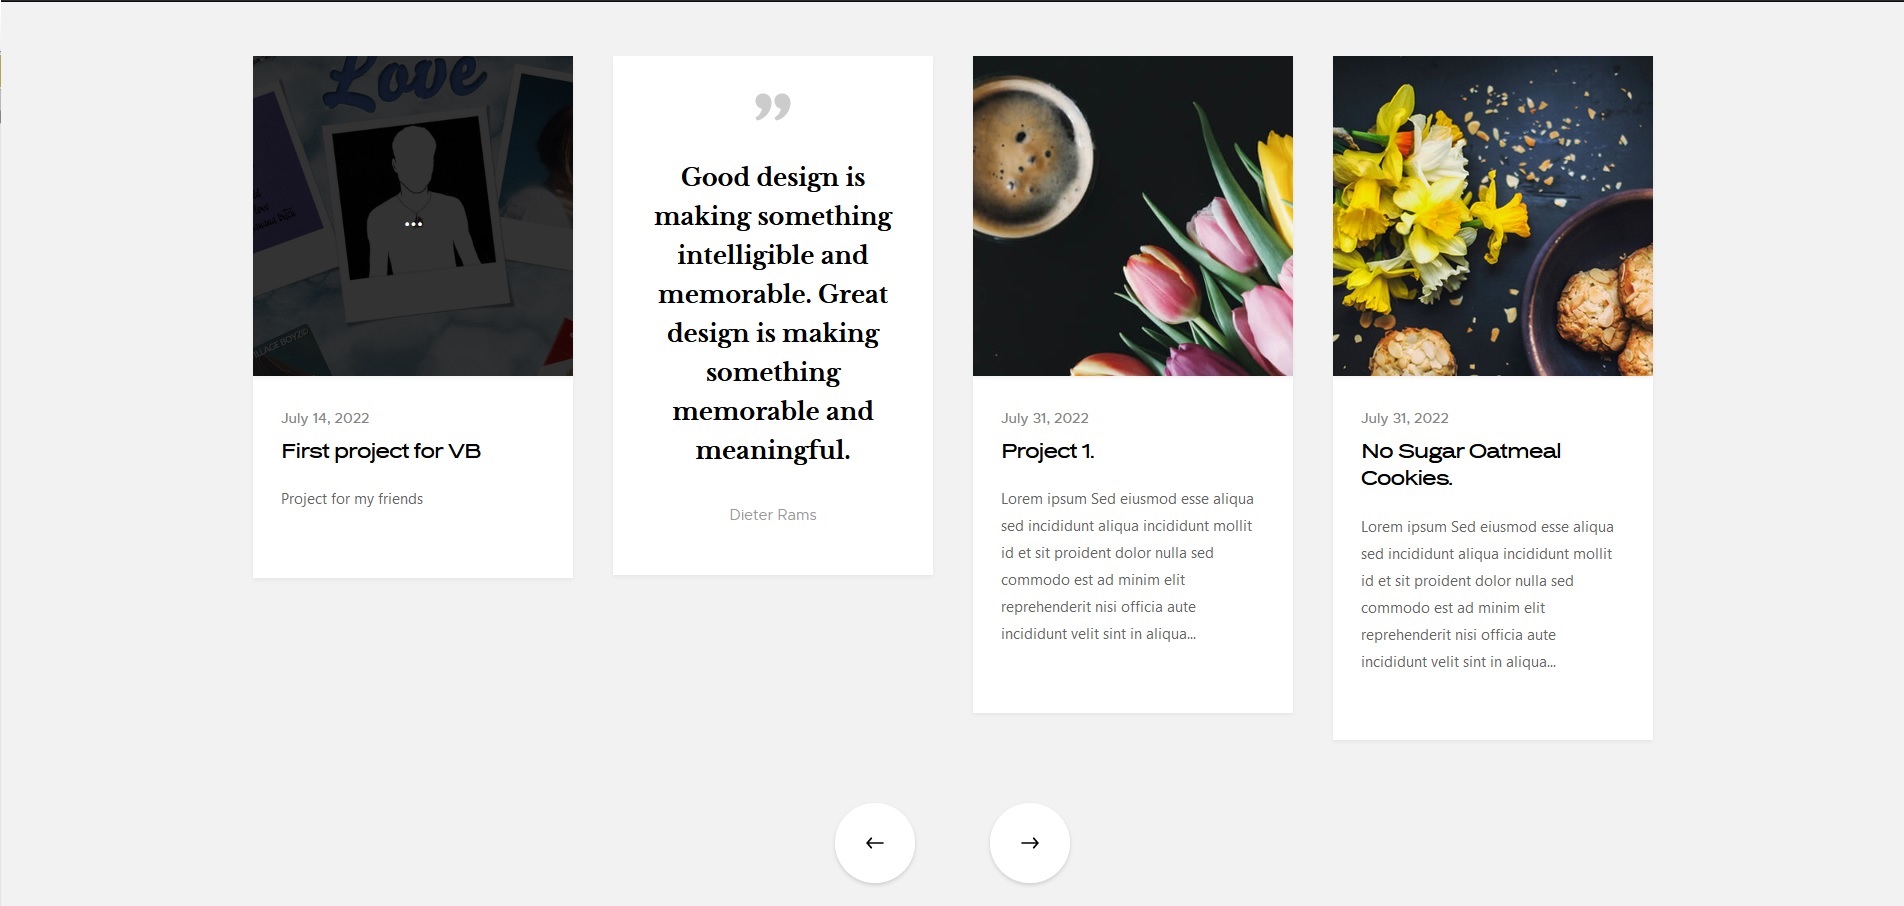 Love
July 14, 2022
First project for VB
Project for my friends
”
Good design is
making something
intelligible and
memorable. Great
design is making
something
memorable and
meaningful.
Dieter Rams
July 31, 2022
Project 1.
Lorem ipsum Sed eiusmod esse aliqua
sed incididunt aliqua incididunt mollit
id et sit proident dolor nulla sed
commodo est ad minim elit
reprehenderit nisi officia aute
incididunt velit sint in aliqua...
July 31, 2022
No Sugar Oatmeal
Cookies.
Lorem ipsum Sed eiusmod esse aliqua
sed incididunt aliqua incididunt mollit
id et sit proident dolor nulla sed
commodo est ad minim elit
reprehenderit nisi officia aute
incididunt velit sint in aliqua...